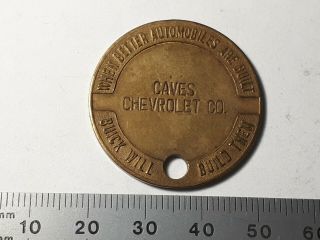 WHEN BETTER AUTOMOBILES ARE BUILT
CAVES
CHEVROLET CO.
BUICK WILL BUILD THEM
mm 10 20 30 40 50 60